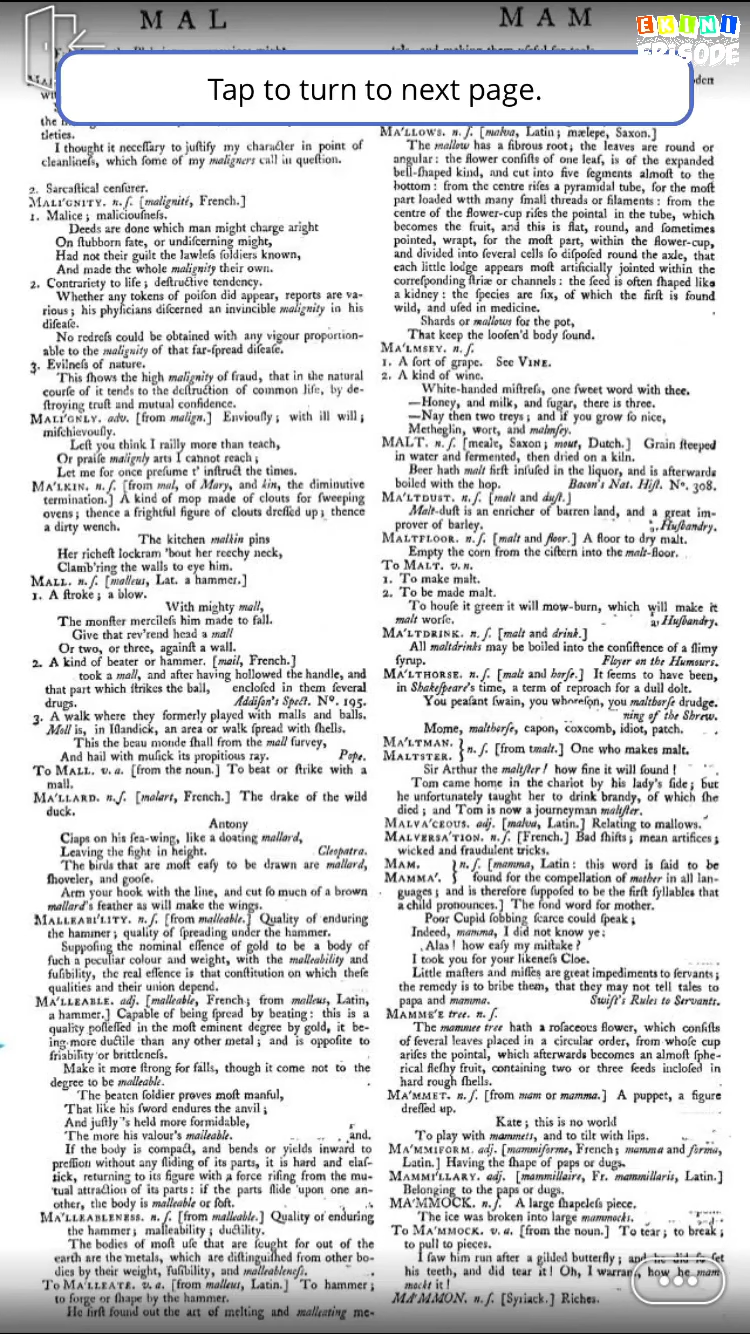 MAL
MAM
EKINI
EPISODE
Tap to turn to next page.
the
tleties.
I thought it neceſſary to juſtify my character in point of
cleanlineſs, which ſome of my maligners call in queſtion.
2. Sarcaſtical cenſurer.
MALI'GNITY. n. ſ. [malignité, French.]
1. Malice; maliciouſneſs.
Deeds are done which man might charge aright
On ſtubborn fate, or undiſcerning might,
Had not their guilt the lawleſs ſoldiers known,
And made the whole malignity their own.
2. Contrariety to life; deſtructive tendency.
Whether any tokens of poiſon did appear, reports are va-
rious; his phyſicians diſcerned an invincible malignity in his
diſeaſe.
No redreſs could be obtained with any vigour proportion-
able to the malignity of that far-ſpread diſeaſe.
3. Evilneſs of nature.
This ſhows the high malignity of fraud, that in the natural
courſe of it tends to the deſtruction of common life, by de-
ſtroying truſt and mutual confidence.
MALI'GNLY. adv. [from malign.] Enviouſly; with ill will;
miſchievouſly.
Leſt you think I railly more than teach,
Or praiſe malignly arts I cannot reach;
Let me for once preſume t' inſtruct the times.
MA'LKIN. n. ſ. [from mal, of Mary, and kin, the diminutive
termination.] A kind of mop made of clouts for ſweeping
ovens; thence a frightful figure of clouts dreſſed up; thence
a dirty wench.
The kitchen malkin pins
Her richeſt lockram 'bout her reechy neck,
Clamb'ring the walls to eye him.
MALL. n. ſ. [malleus, Lat. a hammer.]
1. A ſtroke; a blow.
With mighty mall,
The monſter mercileſs him made to fall.
Give that rev'rend head a mall
Or two, or three, againſt a wall.
2. A kind of beater or hammer. [mail, French.]
took a mall, and after having hollowed the handle, and
that part which ſtrikes the ball, encloſed in them ſeveral
drugs. Addiſon's Spect. N°. 195.
3. A walk where they formerly played with malls and balls.
Moll is, in Iſlandick, an area or walk ſpread with ſhells.
This the beau monde ſhall from the mall ſurvey,
And hail with muſick its propitious ray. Pope.
To MALL. v. a. [from the noun.] To beat or ſtrike with a
mall.
MA'LLARD. n. ſ. [malart, French.] The drake of the wild
duck.
Antony
Claps on his ſea-wing, like a doating mallard,
Leaving the fight in height. Cleopatra.
The birds that are moſt eaſy to be drawn are mallard,
ſhoveler, and gooſe.
Arm your hook with the line, and cut ſo much of a brown
mallard's feather as will make the wings.
MALLEABI'LITY. n. ſ. [from malleable.] Quality of enduring
the hammer; quality of ſpreading under the hammer.
Suppoſing the nominal eſſence of gold to be a body of
ſuch a peculiar colour and weight, with the malleability and
fuſibility, the real eſſence is that conſtitution on which theſe
qualities and their union depend.
MA'LLEABLE. adj. [malleable, French; from malleus, Latin,
a hammer.] Capable of being ſpread by beating: this is a
quality poſſeſſed in the moſt eminent degree by gold, it be-
ing more ductile than any other metal; and is oppoſite to
friability or brittleneſs.
Make it more ſtrong for falls, though it come not to the
degree to be malleable.
The beaten ſoldier proves moſt manful,
That like his ſword endures the anvil;
And juſtly's held more formidable,
The more his valour's malleable. and.
If the body is compact, and bends or yields inward to
preſſion without any ſliding of its parts, it is hard and elaſ-
tick, returning to its figure with a force riſing from the mu-
tual attraction of its parts: if the parts ſlide upon one an-
other, the body is malleable or ſoft.
MA'LLEABLENESS. n. ſ. [from malleable.] Quality of enduring
the hammer; malleability; ductility.
The bodies of moſt uſe that are ſought for out of the
earth are the metals, which are diſtinguiſhed from other bo-
dies by their weight, fuſibility, and malleableneſs.
To MA'LLEATE. v. a. [from malleus, Latin.] To hammer;
to forge or ſhape by the hammer.
He firſt found out the art of melting and malleating me-
MA'LLOWS. n. ſ. [malva, Latin; mælepe, Saxon.]
The mallow has a fibrous root; the leaves are round or
angular: the flower conſiſts of one leaf, is of the expanded
bell-ſhaped kind, and cut into five ſegments almoſt to the
bottom: from the centre riſes a pyramidal tube, for the moſt
part loaded wtth many ſmall threads or filaments: from the
centre of the flower-cup riſes the pointal in the tube, which
becomes the fruit, and this is flat, round, and ſometimes
pointed, wrapt, for the moſt part, within the flower-cup,
and divided into ſeveral cells ſo diſpoſed round the axle, that
each little lodge appears moſt artificially jointed within the
correſponding ſtriæ or channels: the ſeed is often ſhaped like
a kidney: the ſpecies are ſix, of which the firſt is found
wild, and uſed in medicine.
Shards or mallows for the pot,
That keep the looſen'd body ſound.
MA'LMSEY. n. ſ.
1. A ſort of grape. See VINE.
2. A kind of wine.
White-handed miſtreſs, one ſweet word with thee.
—Honey, and milk, and ſugar, there is three.
—Nay then two treys; and if you grow ſo nice,
Metheglin, wort, and malmſey.
MALT. n. ſ. [mealt, Saxon; mout, Dutch.] Grain ſteeped
in water and fermented, then dried on a kiln.
Beer hath malt firſt infuſed in the liquor, and is afterwards
boiled with the hop. Bacon's Nat. Hiſt. N°. 308.
MA'LTDUST. n. ſ. [malt and duſt.]
Malt-duſt is an enricher of barren land, and a great im-
prover of barley. Huſbandry.
MALTFLOOR. n. ſ. [malt and floor.] A floor to dry malt.
Empty the corn from the ciſtern into the malt-floor.
To MALT. v. n.
1. To make malt.
2. To be made malt.
To houſe it green it will mow-burn, which will make it
malt worſe. Huſbandry.
MA'LTDRINK. n. ſ. [malt and drink.]
All maltdrinks may be boiled into the conſiſtence of a ſlimy
ſyrup. Floyer on the Humours.
MA'LTHORSE. n. ſ. [malt and horſe.] It ſeems to have been,
in Shakeſpeare's time, a term of reproach for a dull dolt.
You peaſant ſwain, you whoreſon, you malthorſe drudge.
ning of the Shrew.
Mome, malthorſe, capon, coxcomb, idiot, patch.
MA'LTMAN. } n. ſ. [from tmalt.] One who makes malt.
MALTSTER.
Sir Arthur the maltſter! how fine it will ſound!
Tom came home in the chariot by his lady's ſide; but
he unfortunately taught her to drink brandy, of which ſhe
died; and Tom is now a journeyman maltſter.
MALVA'CEOUS. adj. [malva, Latin.] Relating to mallows.
MALVERSA'TION. n. ſ. [French.] Bad ſhifts; mean artifices;
wicked and fraudulent tricks.
MAM. } n. ſ. [mamma, Latin: this word is ſaid to be
MAMMA'. } found for the compellation of mother in all lan-
guages; and is therefore ſuppoſed to be the firſt ſyllables that
a child pronounces.] The fond word for mother.
Poor Cupid ſobbing ſcarce could ſpeak;
Indeed, mamma, I did not know ye:
Alas! how eaſy my miſtake?
I took you for your likeneſs Cloe.
Little maſters and miſſes are great impediments to ſervants;
the remedy is to bribe them, that they may not tell tales to
papa and mamma. Swift's Rules to Servants.
MAMME'E tree. n. ſ.
The mammee tree hath a roſaceous flower, which conſiſts
of ſeveral leaves placed in a circular order, from whoſe cup
ariſes the pointal, which afterwards becomes an almoſt ſphe-
rical fleſhy fruit, containing two or three ſeeds incloſed in
hard rough ſhells.
MA'MMET. n. ſ. [from mam or mamma.] A puppet, a figure
dreſſed up.
Kate; this is no world
To play with mammets, and to tilt with lips.
MA'MMIFORM. adj. [mammiforme, French; mamma and forma,
Latin.] Having the ſhape of paps or dugs.
MAMMI'LLARY. adj. [mammillaire, Fr. mammillaris, Latin.]
Belonging to the paps or dugs.
MA'MMOCK. n. ſ. A large ſhapeleſs piece.
The ice was broken into large mammocks.
To MA'MMOCK. v. a. [from the noun.] To tear; to break;
to pull to pieces.
I ſaw him run after a gilded butterfly; and he did ſo ſet
his teeth, and did tear it! Oh, I warrant, how he mam
mockt it!
MA'MMON. n. ſ. [Syriack.] Riches.